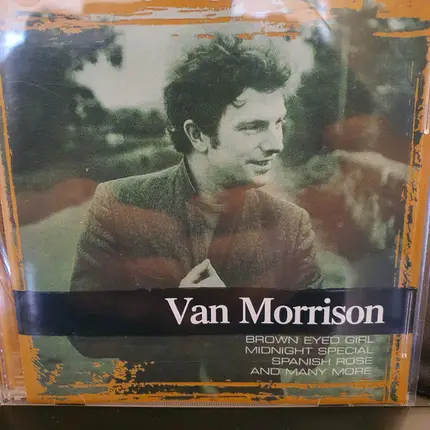 Van Morrison
BROWN EYED GIRL
MIDNIGHT SPECIAL
SPANISH ROSE
AND MANY MORE